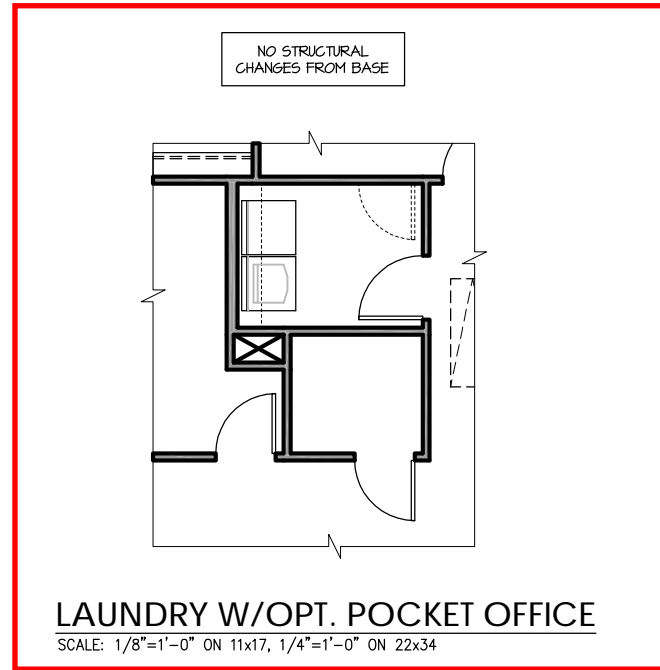 NO STRUCTURAL
CHANGES FROM BASE
LAUNDRY W/OPT. POCKET OFFICE
SCALE: 1/8"=1'-0" ON 11x17, 1/4"=1'-0" ON 22x34